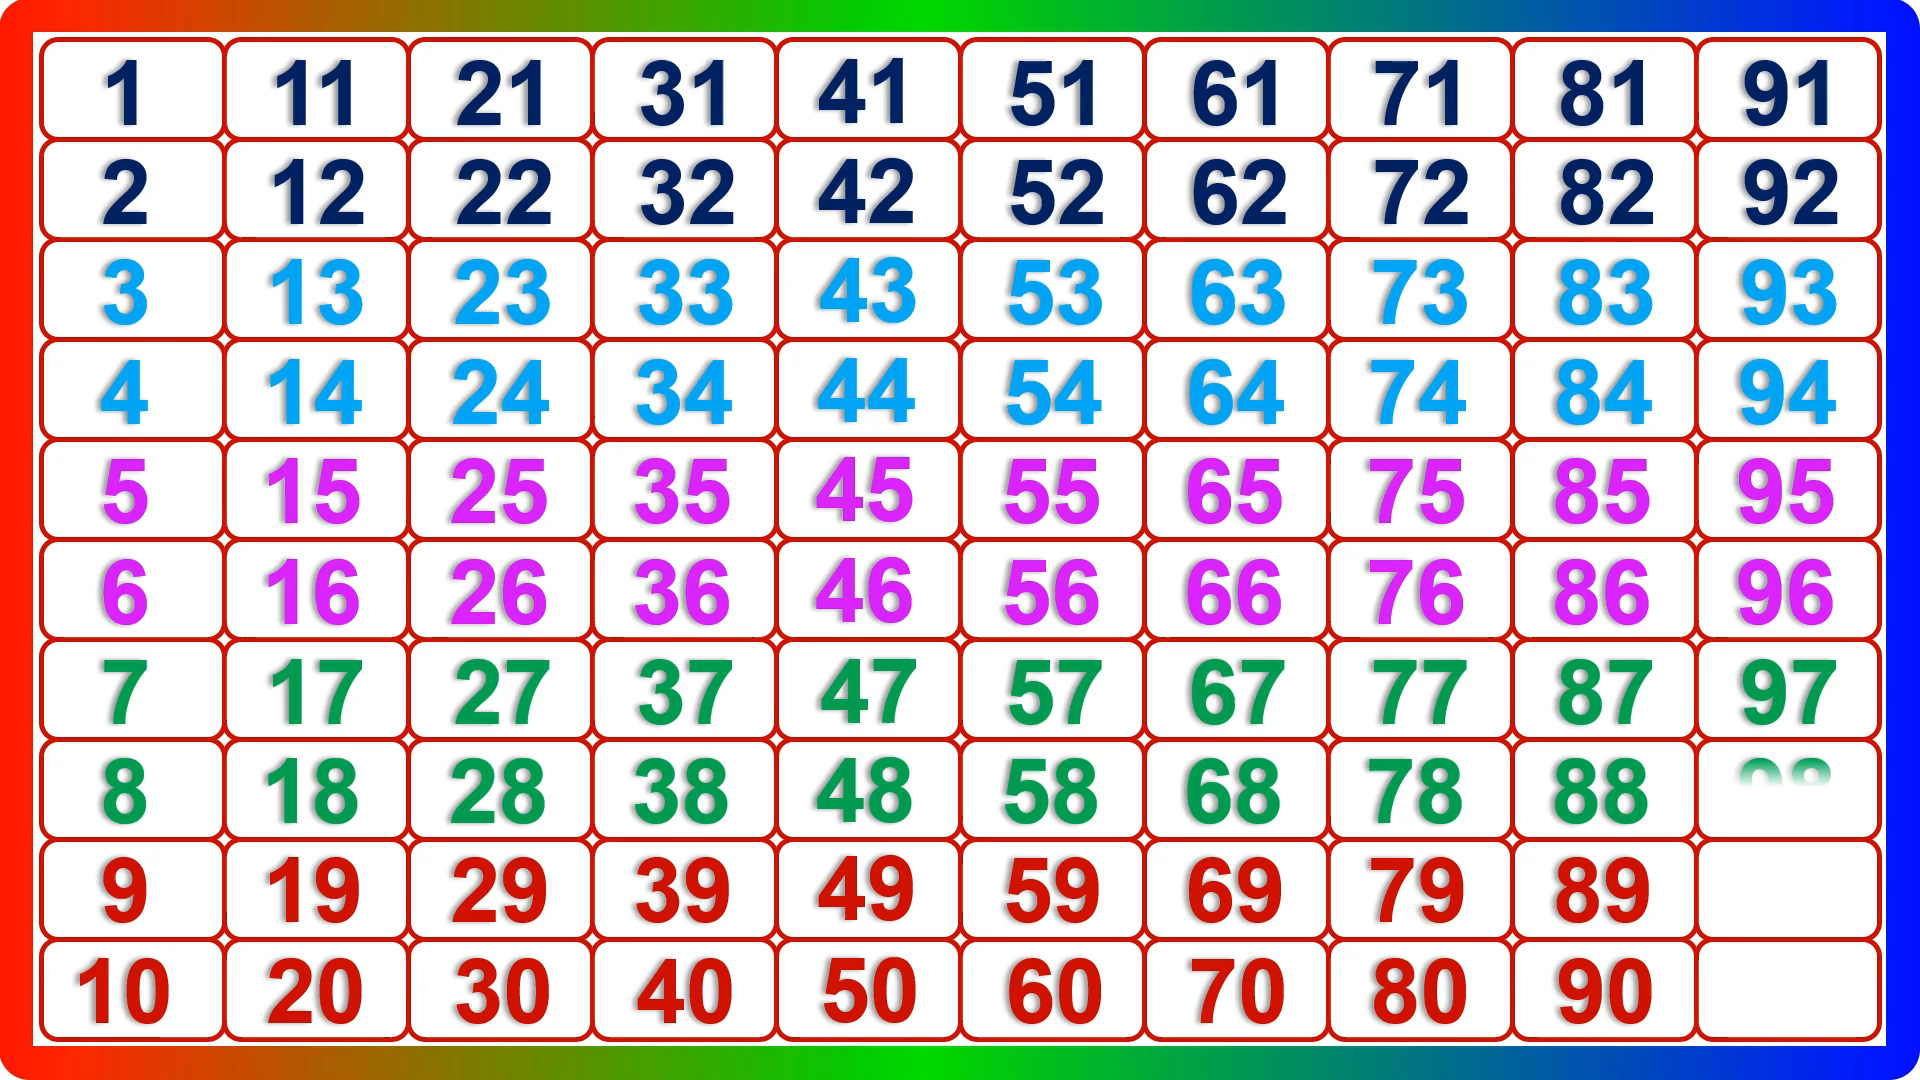 1 11 21 31 41 51 61 71 81 91
2 12 22 32 42 52 62 72 82 92
3 13 23 33 43 53 63 73 83 93
4 14 24 34 44 54 64 74 84 94
5 15 25 35 45 55 65 75 85 95
6 16 26 36 46 56 66 76 86 96
7 17 27 37 47 57 67 77 87 97
8 18 28 38 48 58 68 78 88
9 19 29 39 49 59 69 79 89
10 20 30 40 50 60 70 80 90